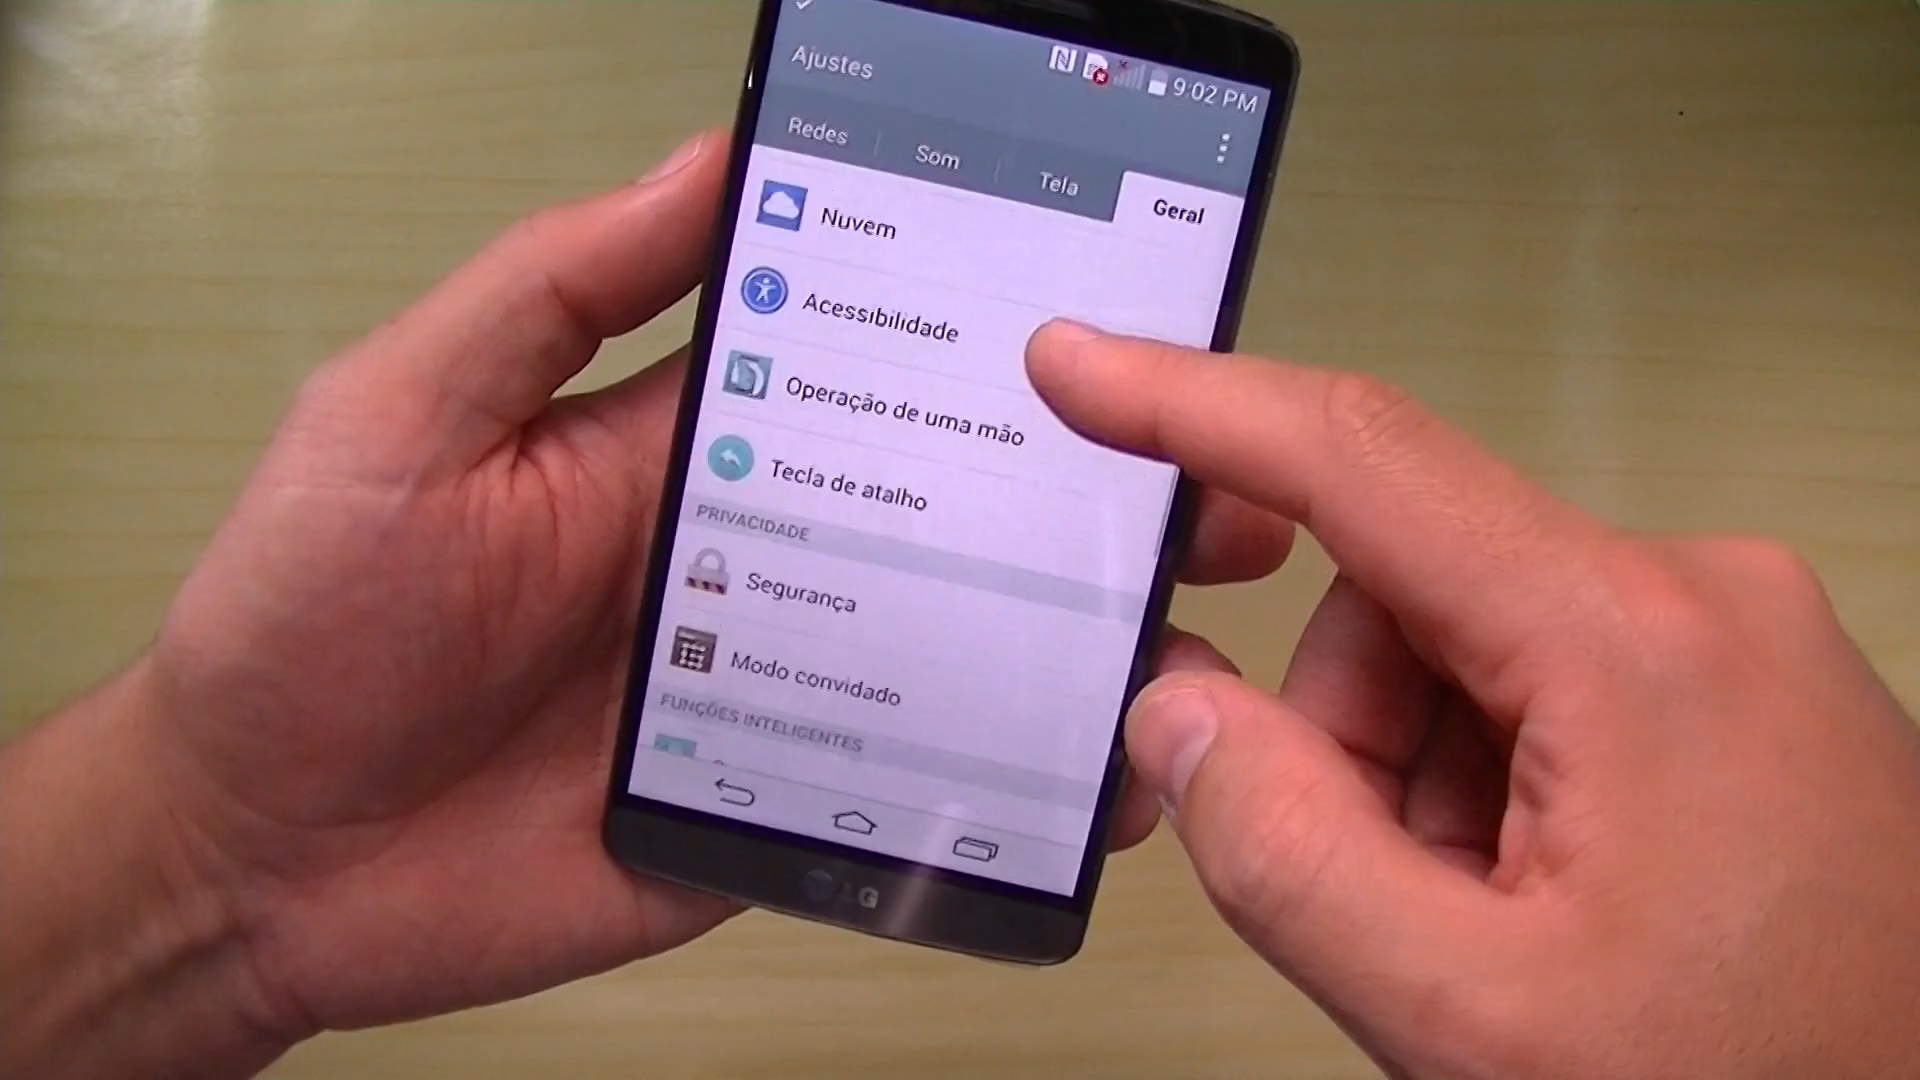 Ajustes
9:02 PM
Redes
Som
Tela
Geral
Nuvem
Acessibilidade
Operação de uma mão
Tecla de atalho
PRIVACIDADE
Segurança
Modo convidado
FUNÇÕES INTELIGENTES
LG